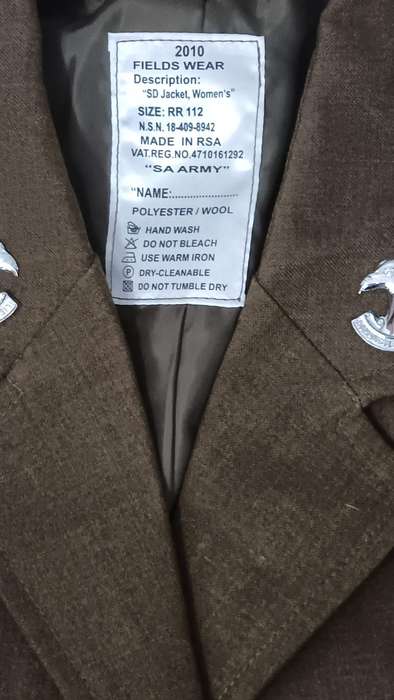 2010
FIELDS WEAR
Description:
"SD Jacket, Women's"
SIZE: RR 112
N.S.N. 18-409-8942
MADE IN RSA
VAT.REG.NO.4710161292
"SA ARMY"
"NAME:......................
POLYESTER / WOOL
HAND WASH
DO NOT BLEACH
USE WARM IRON
P DRY-CLEANABLE
DO NOT TUMBLE DRY